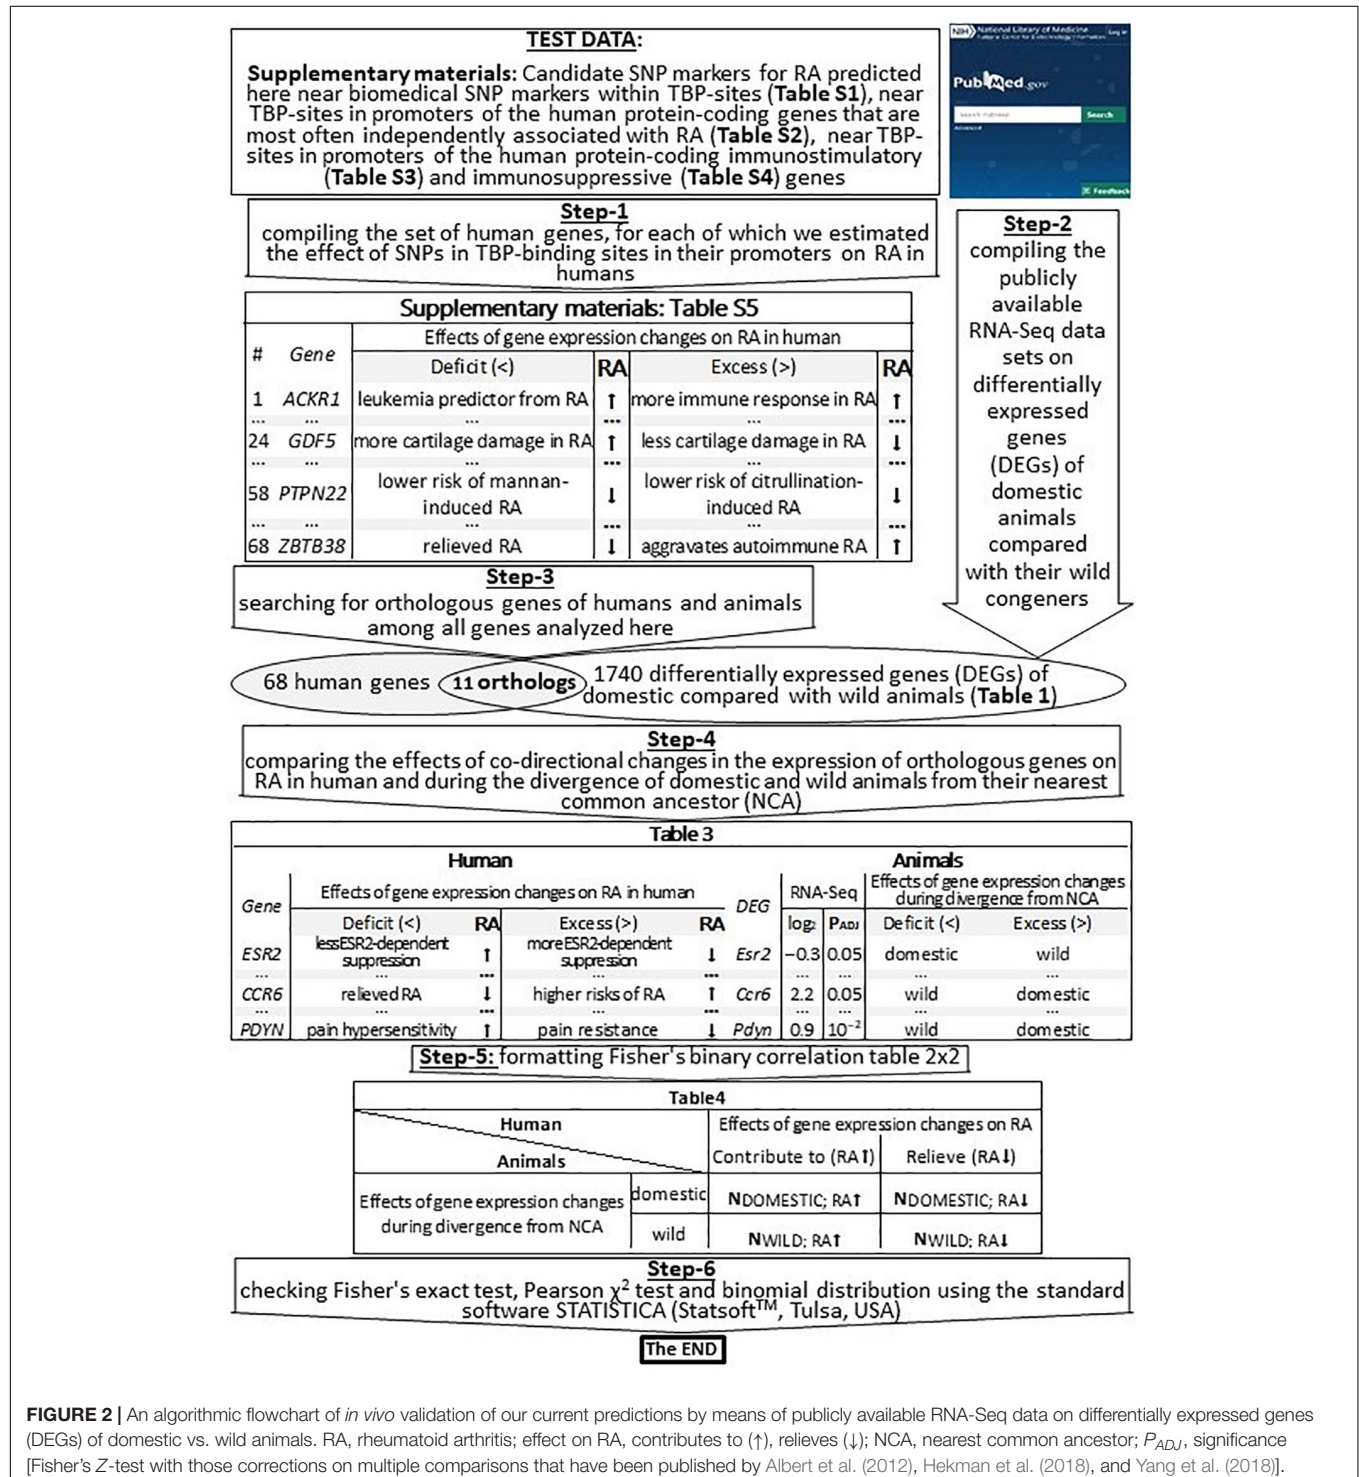 TEST DATA:
Supplementary materials: Candidate SNP markers for RA predicted
here near biomedical SNP markers within TBP-sites (Table S1), near
TBP-sites in promoters of the human protein-coding genes that are
most often independently associated with RA (Table S2), near TBP-
sites in promoters of the human protein-coding immunostimulatory
(Table S3) and immunosuppressive (Table S4) genes
NIH National Library of Medicine
National Center for Biotechnology Information
Log in
PubMed.gov
Search PubMed
Search
Advanced
Feedback
Step-1
compiling the set of human genes, for each of which we estimated
the effect of SNPs in TBP-binding sites in their promoters on RA in
humans
Step-2
compiling the
publicly
available
RNA-Seq data
sets on
differentially
expressed
genes
(DEGs) of
domestic
animals
compared
with their wild
congeners
Supplementary materials: Table S5
# Gene Effects of gene expression changes on RA in human
Deficit (<) RA Excess (>) RA
1 ACKR1 leukemia predictor from RA ↑ more immune response in RA ↑
... ... ... ... ... ...
24 GDF5 more cartilage damage in RA ↑ less cartilage damage in RA ↓
... ... ... ... ... ...
58 PTPN22 lower risk of mannan-induced RA ↓ lower risk of citrullination-induced RA ↓
... ... ... ... ... ...
68 ZBTB38 relieved RA ↓ aggravates autoimmune RA ↑
Step-3
searching for orthologous genes of humans and animals
among all genes analyzed here
68 human genes
11 orthologs
1740 differentially expressed genes (DEGs) of
domestic compared with wild animals (Table 1)
Step-4
comparing the effects of co-directional changes in the expression of orthologous genes on
RA in human and during the divergence of domestic and wild animals from their nearest
common ancestor (NCA)
Table 3
Human Animals
Gene Effects of gene expression changes on RA in human DEG RNA-Seq Effects of gene expression changes
during divergence from NCA
Deficit (<) RA Excess (>) RA log2 PADJ Deficit (<) Excess (>)
ESR2 less ESR2-dependent suppression ↑ more ESR2-dependent suppression ↓ Esr2 −0.3 0.05 domestic wild
... ... ... ... ... ... ... ... ...
CCR6 relieved RA ↓ higher risks of RA ↑ Ccr6 2.2 0.05 wild domestic
... ... ... ... ... ... ... ... ...
PDYN pain hypersensitivity ↑ pain resistance ↓ Pdyn 0.9 10⁻² wild domestic
Step-5: formatting Fisher's binary correlation table 2x2
Table4
Human Effects of gene expression changes on RA
Animals Contribute to (RA↑) Relieve (RA↓)
Effects of gene expression changes
during divergence from NCA
domestic NDOMESTIC; RA↑ NDOMESTIC; RA↓
wild NWILD; RA↑ NWILD; RA↓
Step-6
checking Fisher's exact test, Pearson χ² test and binomial distribution using the standard
software STATISTICA (Statsoft™, Tulsa, USA)
The END
FIGURE 2 | An algorithmic flowchart of in vivo validation of our current predictions by means of publicly available RNA-Seq data on differentially expressed genes
(DEGs) of domestic vs. wild animals. RA, rheumatoid arthritis; effect on RA, contributes to (↑), relieves (↓); NCA, nearest common ancestor; PADJ, significance
[Fisher's Z-test with those corrections on multiple comparisons that have been published by Albert et al. (2012), Hekman et al. (2018), and Yang et al. (2018)].